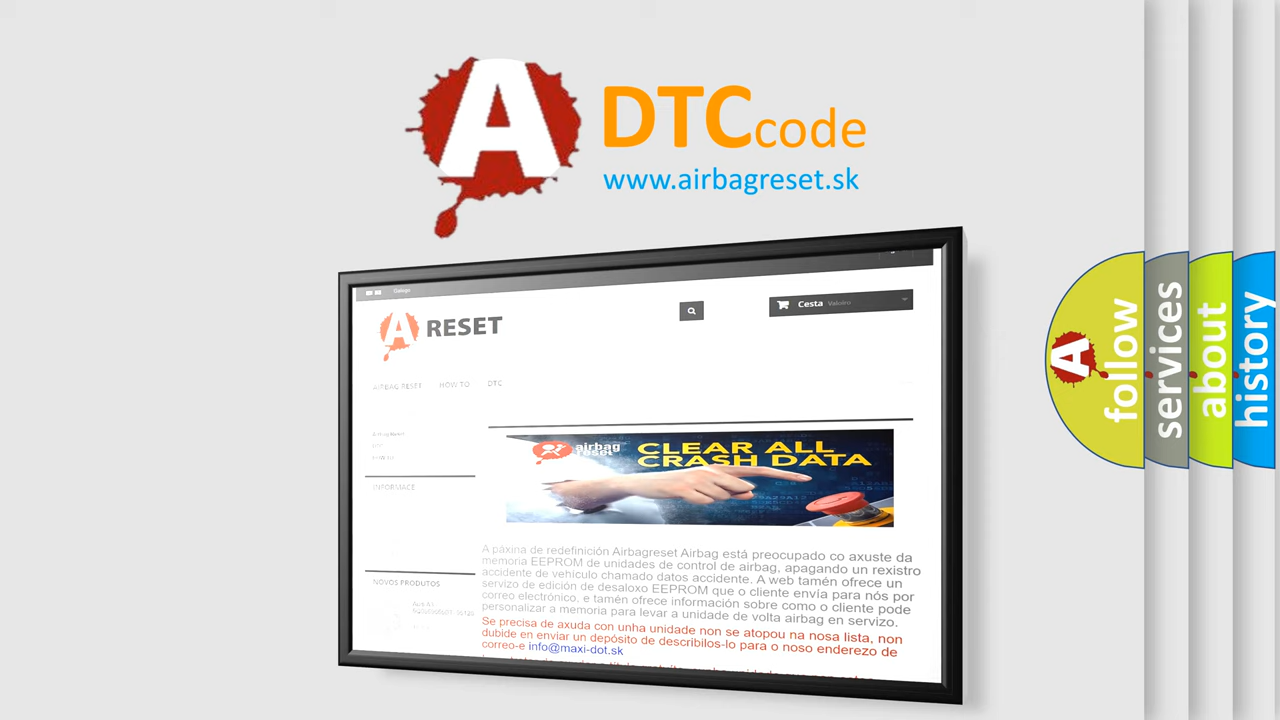 A
DTCcode
www.airbagreset.sk
Galego
A RESET
Cesta Valeiro
AIRBAG RESET HOW TO DTC
INFORMACE
airbag
reset
CLEAR ALL
CRASH DATA
A páxina de redefinición Airbagreset Airbag está preocupado co axuste da
memoria EEPROM de unidades de control de airbag, apagando un rexistro
accidente de vehículo chamado datos accidente. A web tamén ofrece un
servizo de edición de desaloxo EEPROM que o cliente envía para nós por
correo electrónico, e tamén ofrece información sobre como o cliente pode
personalizar a memoria para levar a unidade de volta airbag en servizo.
Se precisa de axuda con unha unidade non se atopou na nosa lista, non
dubide en enviar un depósito de describilos-lo para o noso enderezo de
correo-e info@maxi-dot.sk
NOVOS PRODUTOS
A
follow
services
about
history